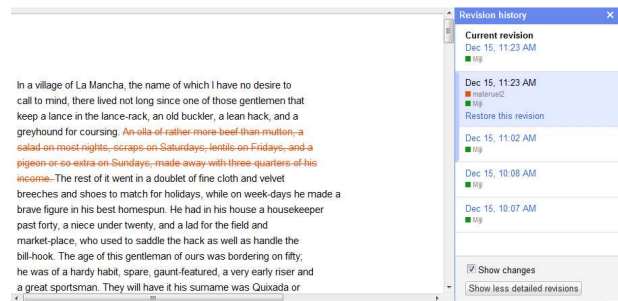 In a village of La Mancha, the name of which I have no desire to
call to mind, there lived not long since one of those gentlemen that
keep a lance in the lance-rack, an old buckler, a lean hack, and a
greyhound for coursing. An olla of rather more beef than mutton, a
salad on most nights, scraps on Saturdays, lentils on Fridays, and a
pigeon or so extra on Sundays, made away with three quarters of his
income. The rest of it went in a doublet of fine cloth and velvet
breeches and shoes to match for holidays, while on week-days he made a
brave figure in his best homespun. He had in his house a housekeeper
past forty, a niece under twenty, and a lad for the field and
market-place, who used to saddle the hack as well as handle the
bill-hook. The age of this gentleman of ours was bordering on fifty;
he was of a hardy habit, spare, gaunt-featured, a very early riser and
a great sportsman. They will have it his surname was Quixada or
Revision history
Current revision
Dec 15, 11:23 AM
Miji
Dec 15, 11:23 AM
materuel2
Miji
Restore this revision
Dec 15, 11:02 AM
Miji
Dec 15, 10:08 AM
Miji
Dec 15, 10:07 AM
Miji
Show changes
Show less detailed revisions